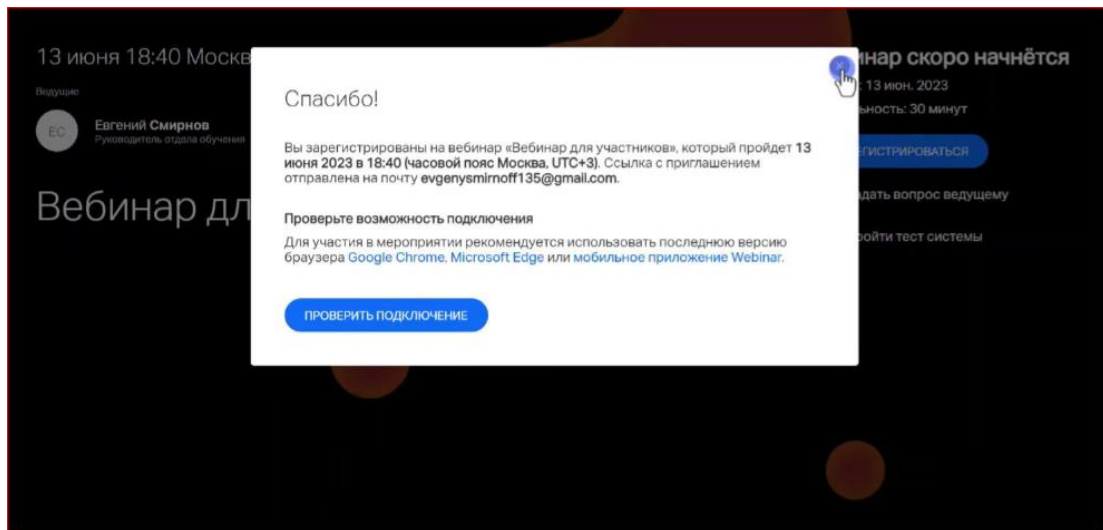 13 июня 18:40 Москв
Ведущие
ЕС
Евгений Смирнов
Руководитель отдела обучения
Вебинар дл
Спасибо!
Вы зарегистрированы на вебинар «Вебинар для участников», который пройдет 13
июня 2023 в 18:40 (часовой пояс Москва, UTC+3). Ссылка с приглашением
отправлена на почту evgenysmirnoff135@gmail.com.
Проверьте возможность подключения
Для участия в мероприятии рекомендуется использовать последнюю версию
браузера Google Chrome, Microsoft Edge или мобильное приложение Webinar.
ПРОВЕРИТЬ ПОДКЛЮЧЕНИЕ
инар скоро начнётся
: 13 июн. 2023
ьность: 30 минут
ГИСТРИРОВАТЬСЯ
дать вопрос ведущему
ойти тест системы